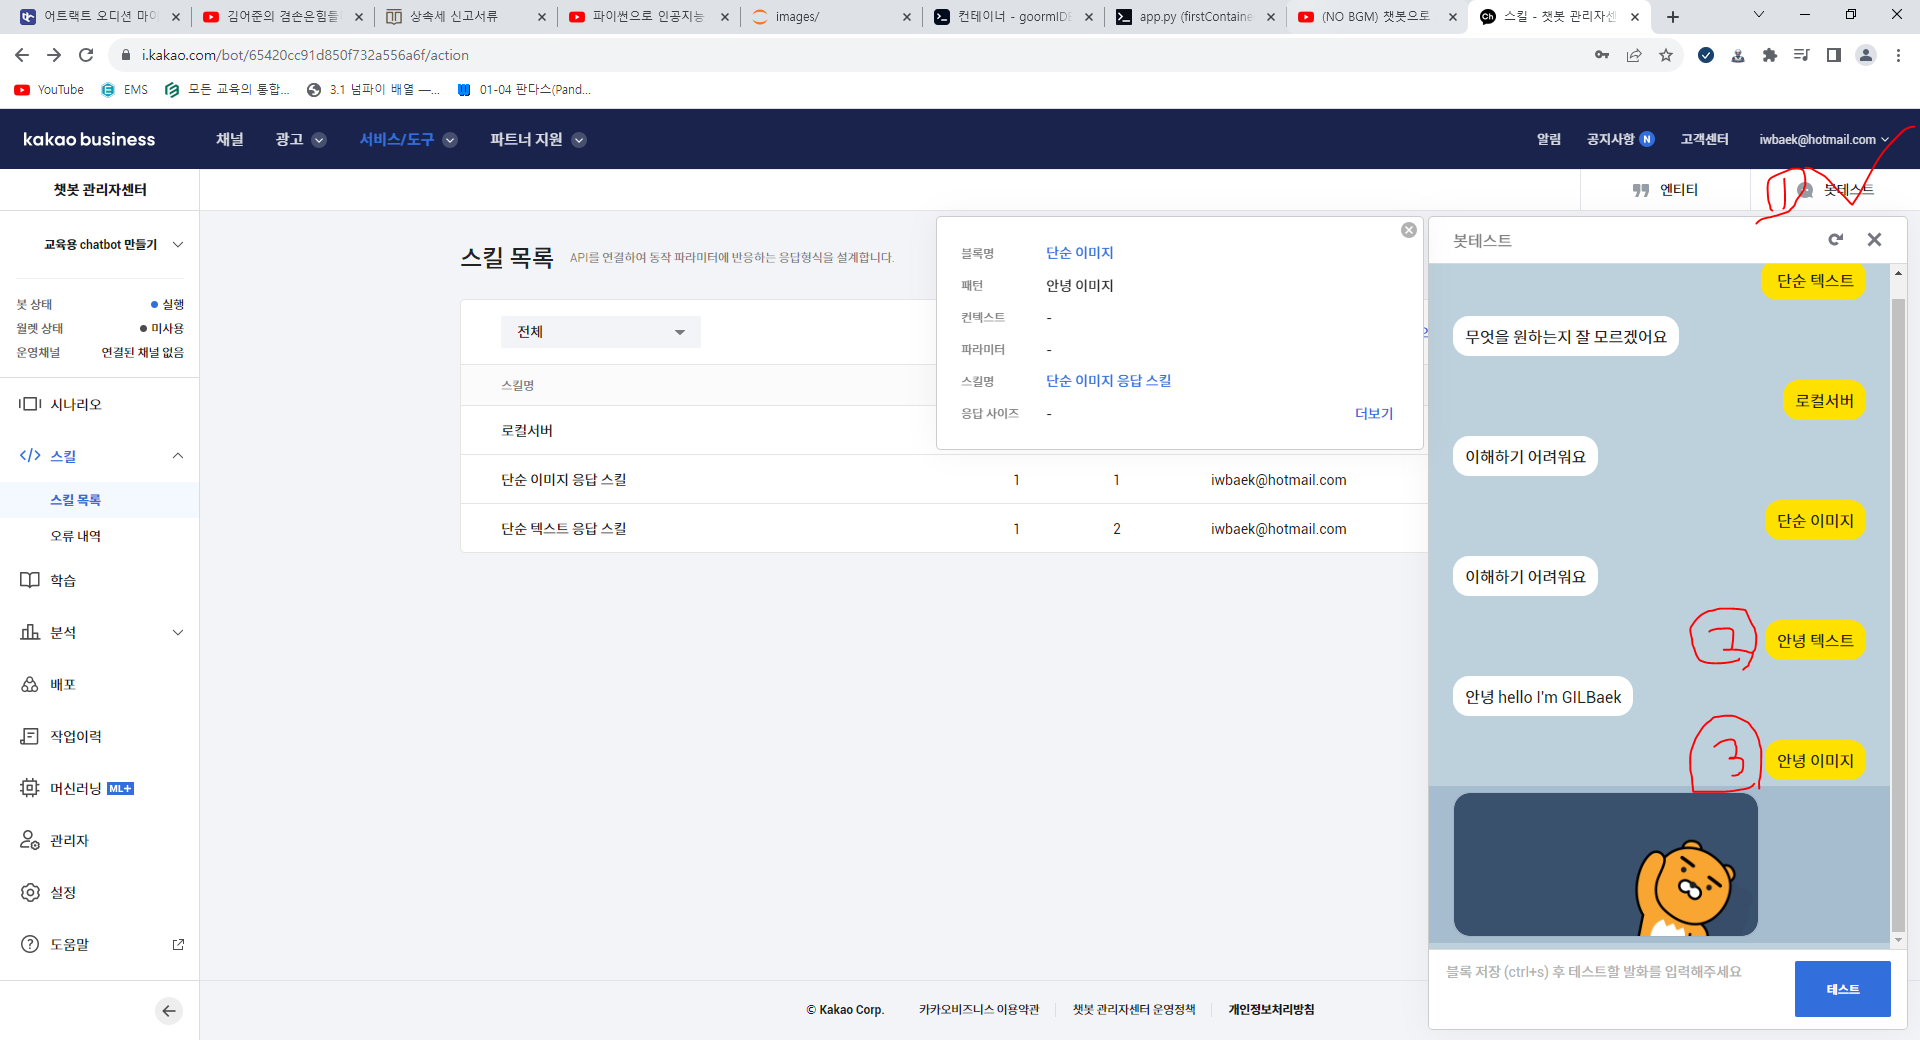 어트랙트 오디션 마이
김어준의 겸손은힘들
상속세 신고서류
파이썬으로 인공지능
images/
컨테이너 - goormIDE
app.py (firstContaine
(NO BGM) 챗봇으로
스킬 - 챗봇 관리자센
i.kakao.com/bot/65420cc91d850f732a556a6f/action
YouTube
EMS
모든 교육의 통합...
3.1 넘파이 배열 —...
01-04 판다스(Pand...
kakao business
채널
광고
서비스/도구
파트너 지원
알림
공지사항 N
고객센터
iwbaek@hotmail.com
챗봇 관리자센터
엔티티
1
봇테스트
교육용 chatbot 만들기
봇 상태
실행
월렛 상태
미사용
운영채널
연결된 채널 없음
시나리오
스킬
스킬 목록
오류 내역
학습
분석
배포
작업이력
머신러닝 ML+
관리자
설정
도움말
스킬 목록
API를 연결하여 동작 파라미터에 반응하는 응답형식을 설계합니다.
전체
스킬명
로컬서버
단순 이미지 응답 스킬
1
1
iwbaek@hotmail.com
단순 텍스트 응답 스킬
1
2
iwbaek@hotmail.com
블록명
단순 이미지
패턴
안녕 이미지
컨텍스트
-
파라미터
-
스킬명
단순 이미지 응답 스킬
응답 사이즈
-
더보기
봇테스트
단순 텍스트
무엇을 원하는지 잘 모르겠어요
로컬서버
이해하기 어려워요
단순 이미지
이해하기 어려워요
2
안녕 텍스트
안녕 hello I'm GILBaek
3
안녕 이미지
블록 저장 (ctrl+s) 후 테스트할 발화를 입력해주세요
테스트
© Kakao Corp.
카카오비즈니스 이용약관
챗봇 관리자센터 운영정책
개인정보처리방침